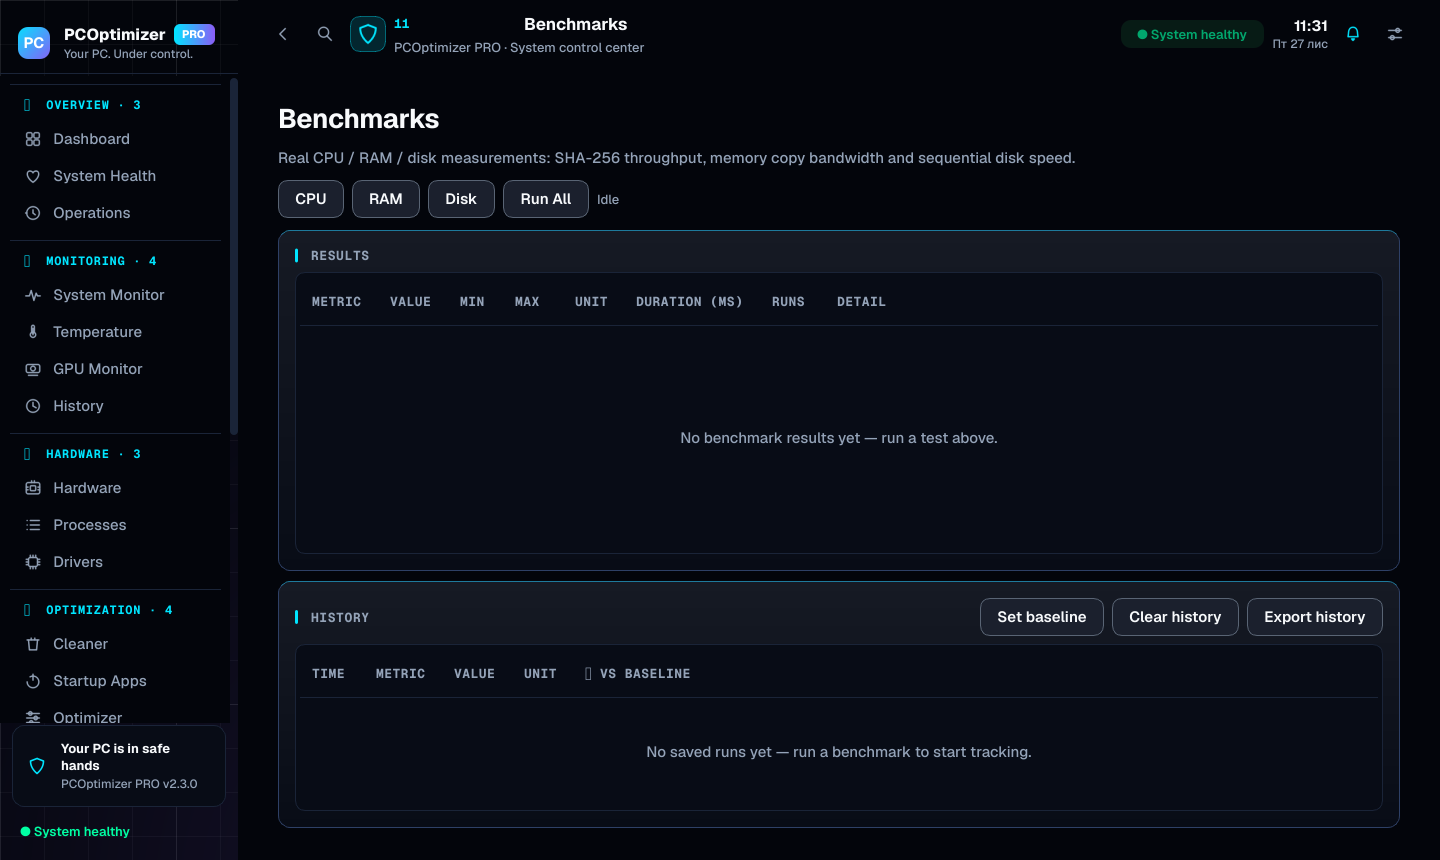 PC
PCOptimizer PRO
Your PC. Under control.
OVERVIEW · 3
Dashboard
System Health
Operations
MONITORING · 4
System Monitor
Temperature
GPU Monitor
History
HARDWARE · 3
Hardware
Processes
Drivers
OPTIMIZATION · 4
Cleaner
Startup Apps
Optimizer
Your PC is in safe
hands
PCOptimizer PRO v2.3.0
System healthy
11 Benchmarks
PCOptimizer PRO · System control center
System healthy
11:31
Пт 27 лис
Benchmarks
Real CPU / RAM / disk measurements: SHA-256 throughput, memory copy bandwidth and sequential disk speed.
CPU RAM Disk Run All Idle
RESULTS
METRIC VALUE MIN MAX UNIT DURATION (MS) RUNS DETAIL
No benchmark results yet — run a test above.
HISTORY Set baseline Clear history Export history
TIME METRIC VALUE UNIT VS BASELINE
No saved runs yet — run a benchmark to start tracking.